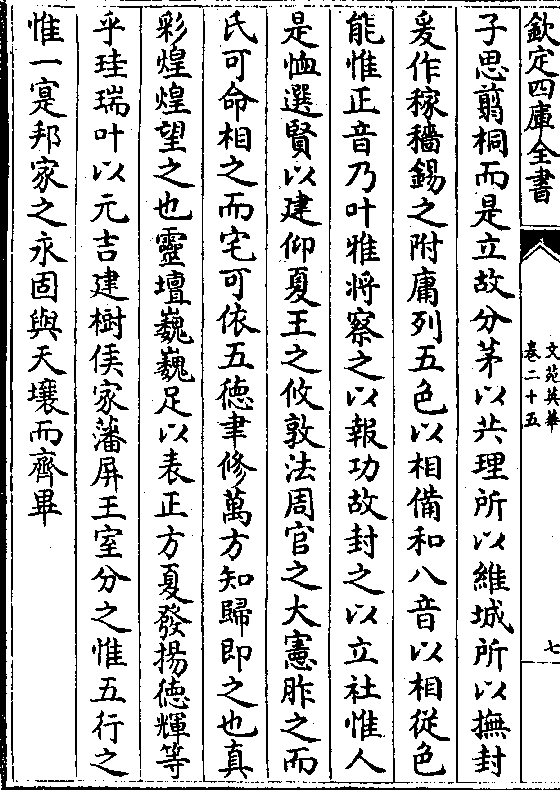 欽定四庫全書
文苑英華
卷二十五
七
子思翦桐而是立故分茅以共理所以維城所以撫封
爰作稼穡錫之附庸列五色以相備和八音以相從色
能惟正音乃叶雅將察之以報功故封之以立社惟人
是恤選賢以建仰夏王之攸敦法周官之大憲胙之而
氏可命相之而宅可依五德聿修萬方知歸即之也真
彩煌煌望之也靈壇巍巍足以表正方夏發揚徳輝等
乎珪瑞叶以元吉建樹侯家藩屏王室分之惟五行之
惟一寔邦家之永固與天壤而齊畢